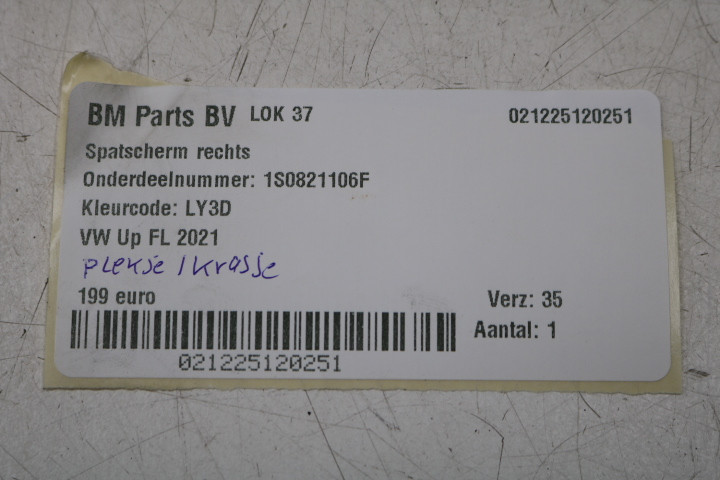 BM Parts BV LOK 37 021225120251
Spatscherm rechts
Onderdeelnummer: 1S0821106F
Kleurcode: LY3D
VW Up FL 2021
plekje / krasje
199 euro Verz: 35
Aantal: 1
021225120251